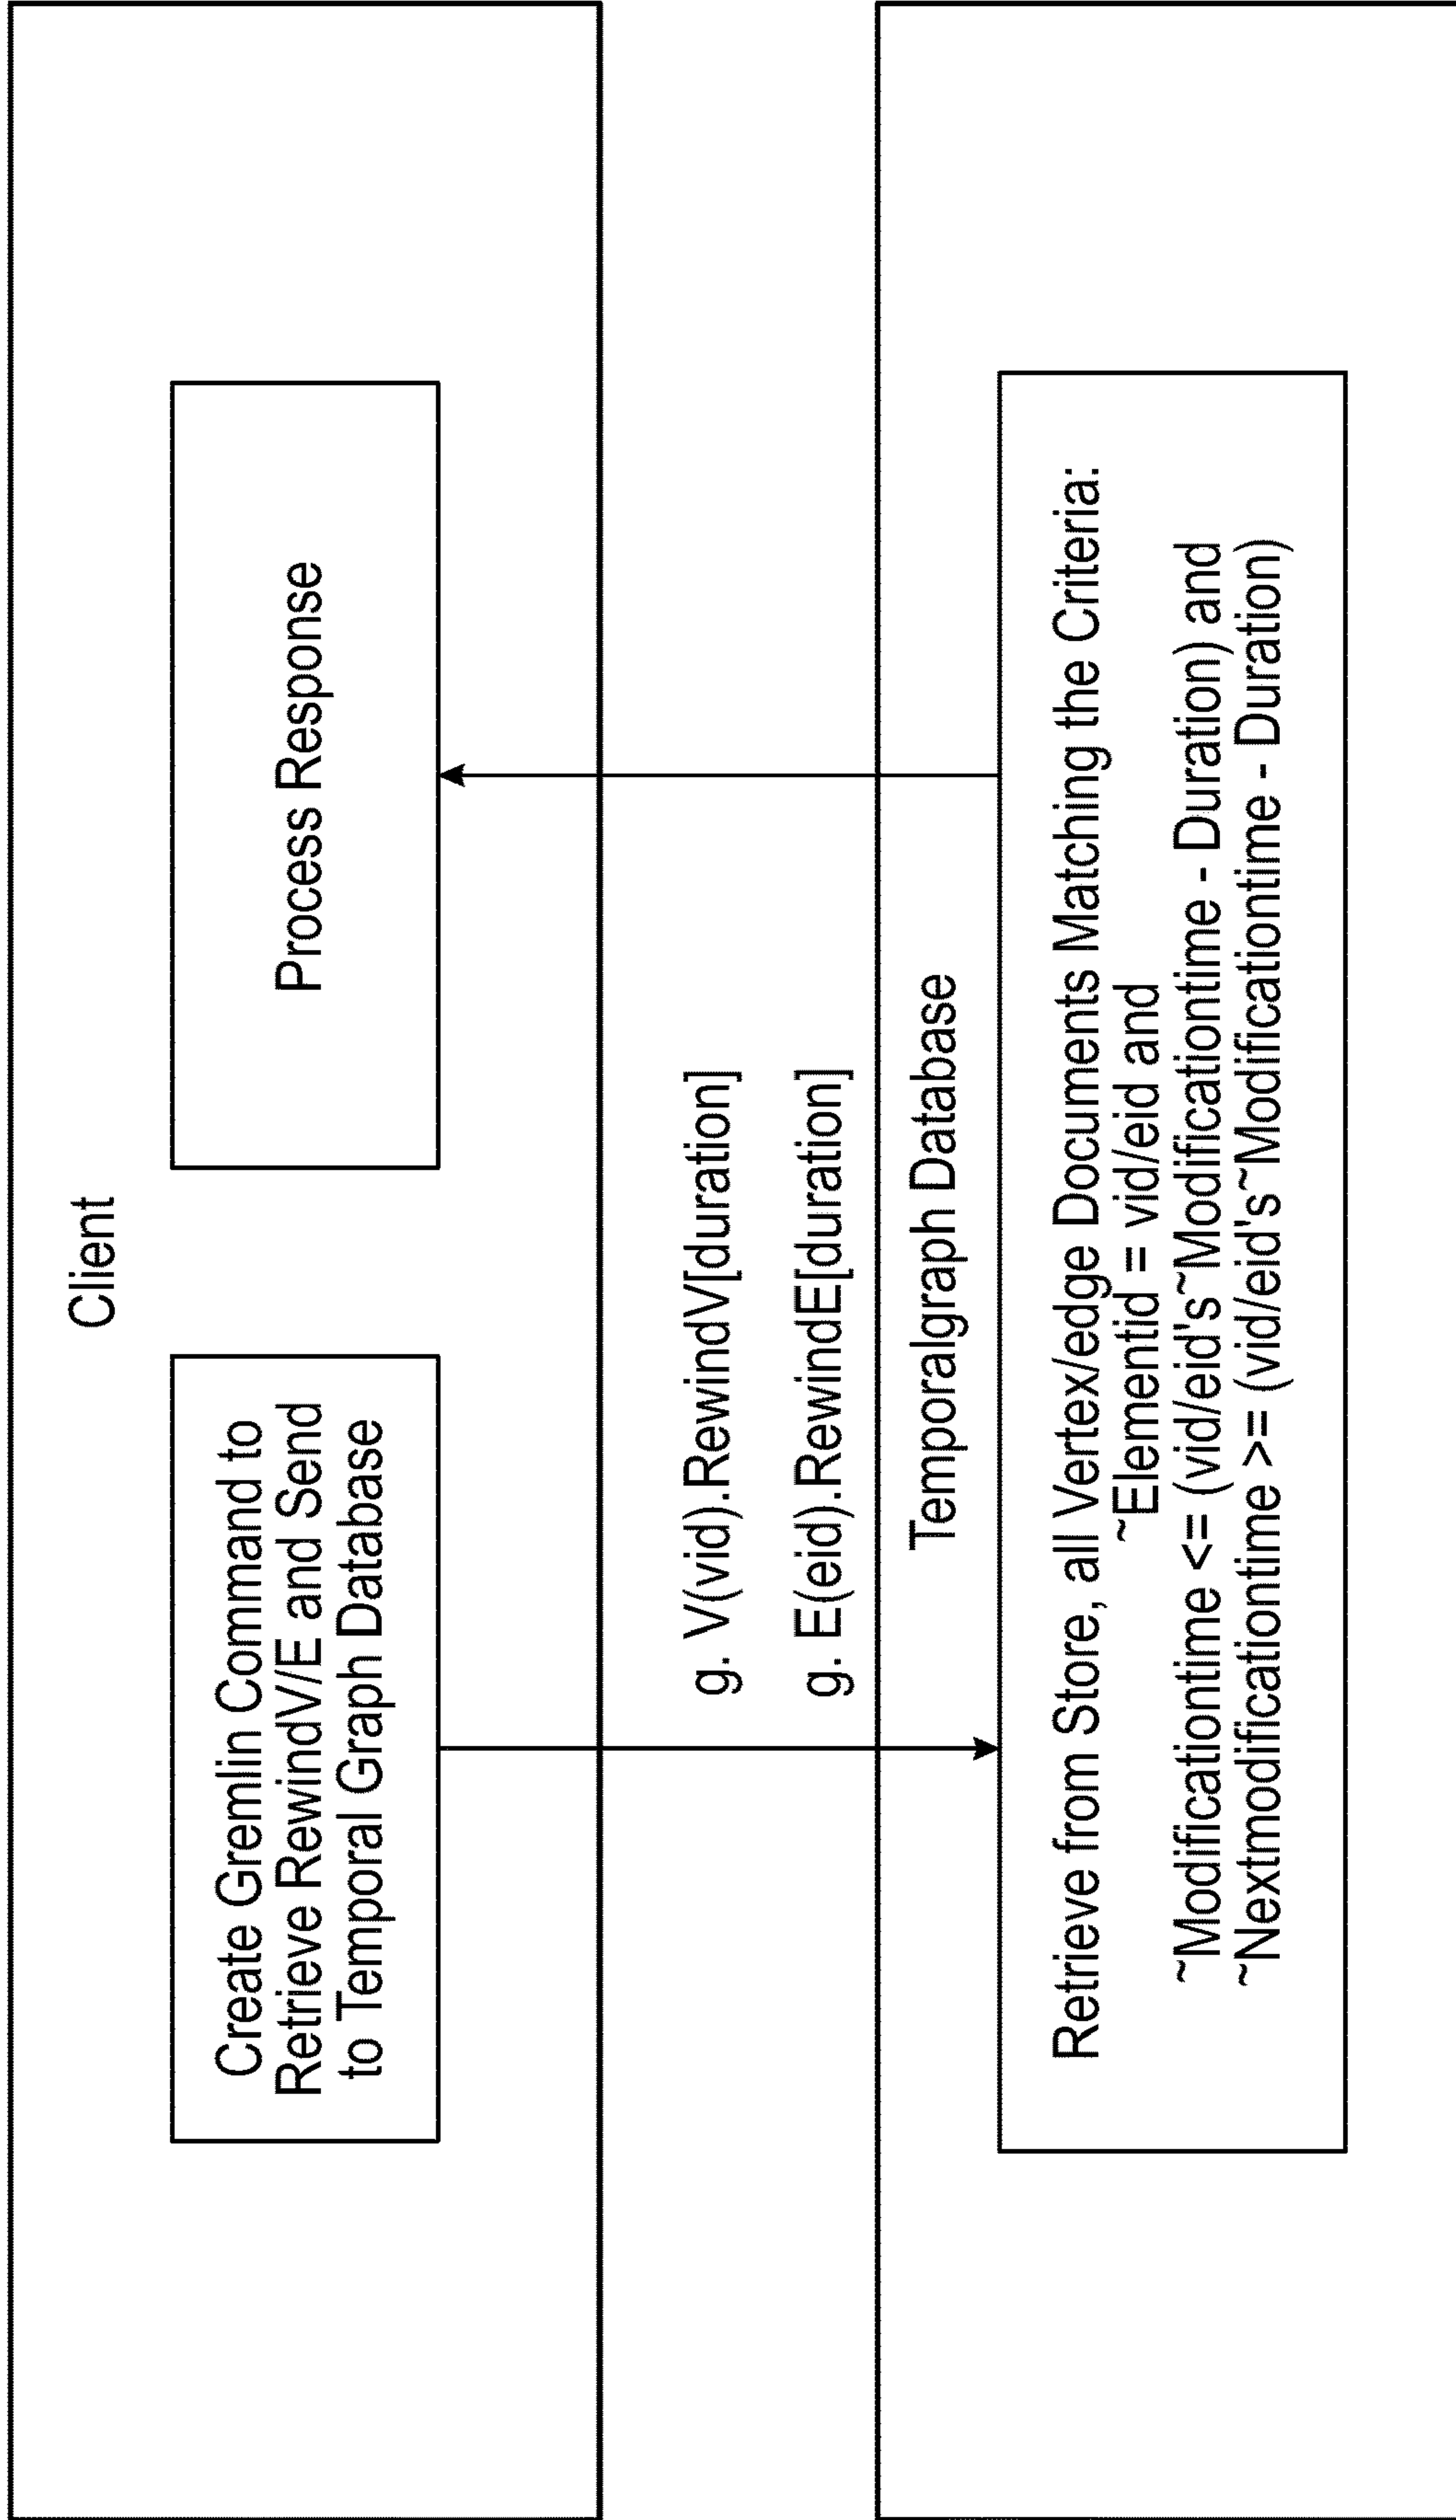 Client
Create Gremlin Command to
Retrieve RewindV/E and Send
to Temporal Graph Database
Process Response
g. V(vid).RewindV[duration]
g. E(eid).RewindE[duration]
Temporalgraph Database
Retrieve from Store, all Vertex/edge Documents Matching the Criteria:
~Elementid = vid/eid and
~Modificationtime <= (vid/eid's~Modificationtime - Duration) and
~Nextmodificationtime >= (vid/eid's~Modificationtime - Duration)